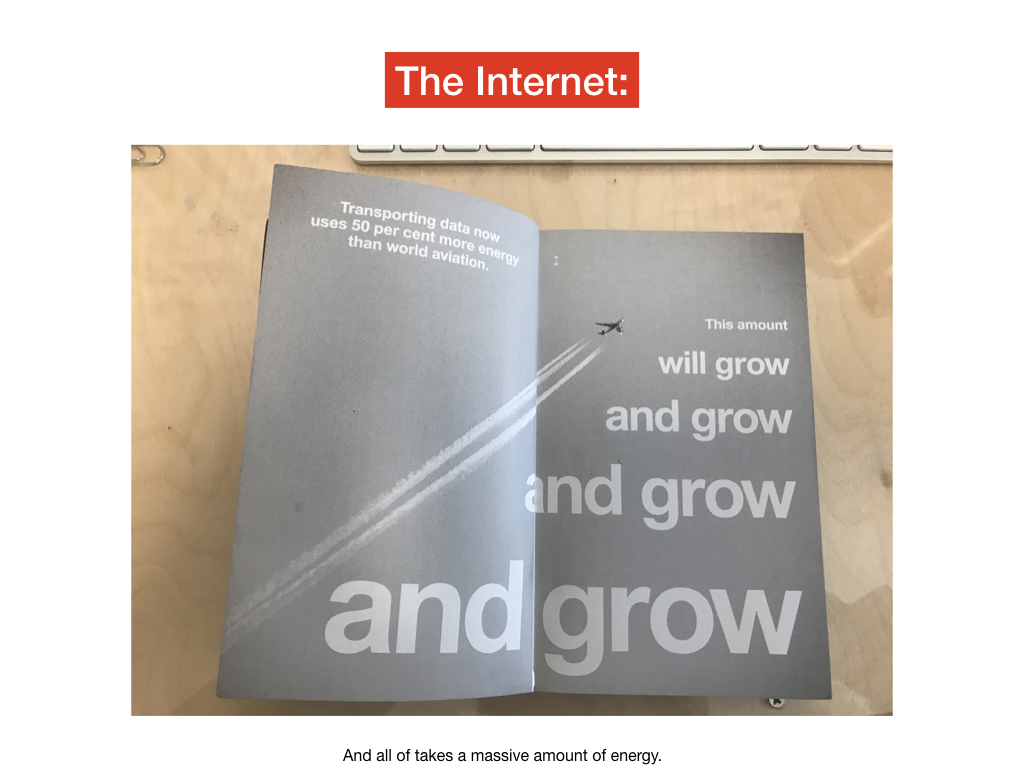 The Internet:
Transporting data now
uses 50 per cent more energy
than world aviation.
This amount
will grow
and grow
and grow
and grow
And all of takes a massive amount of energy.